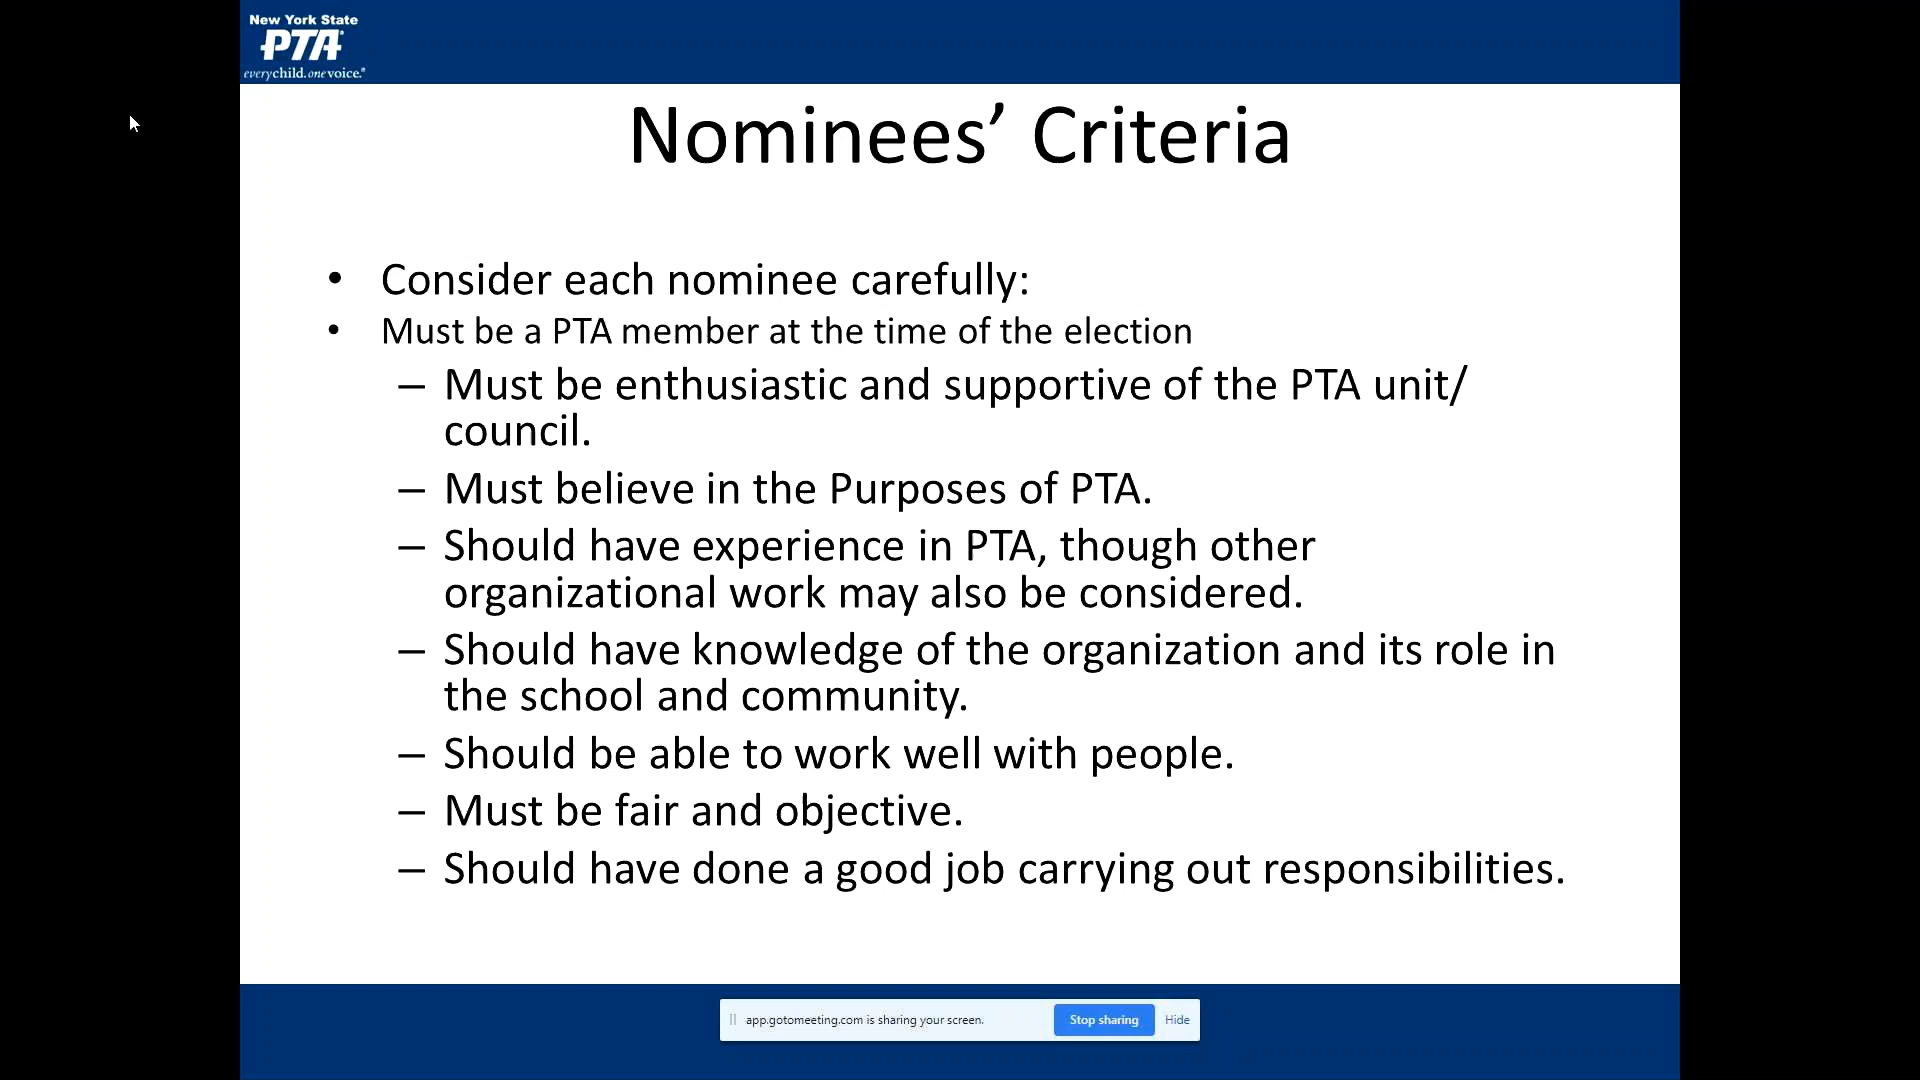 New York State
PTA®
everychild.onevoice.®
Nominees’ Criteria
• Consider each nominee carefully:
• Must be a PTA member at the time of the election
– Must be enthusiastic and supportive of the PTA unit/
council.
– Must believe in the Purposes of PTA.
– Should have experience in PTA, though other
organizational work may also be considered.
– Should have knowledge of the organization and its role in
the school and community.
– Should be able to work well with people.
– Must be fair and objective.
– Should have done a good job carrying out responsibilities.
app.gotomeeting.com is sharing your screen. Stop sharing Hide